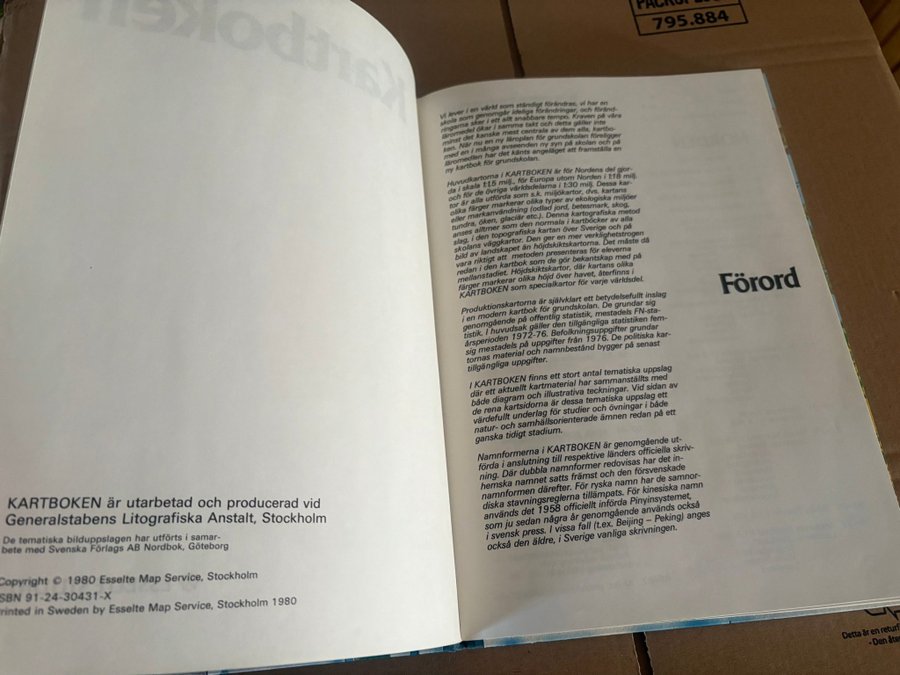 Kartboken
KARTBOKEN är utarbetad och producerad vid
Generalstabens Litografiska Anstalt, Stockholm
De tematiska bilduppslagen har utförts i samar-
bete med Svenska Förlags AB Nordbok, Göteborg
Copyright © 1980 Esselte Map Service, Stockholm
SBN 91-24-30431-X
rinted in Sweden by Esselte Map Service, Stockholm 1980
Vi lever i en värld som ständigt förändras, vi har en
skola som genomgår ideliga förändringar, och föränd-
ringarna sker i ett allt snabbare tempo. Kraven på våra
läromedel ökar i samma takt och detta gäller inte
minst det kanske mest centrala av dem alla, kartbo-
ken. När nu en ny läroplan för grundskolan föreligger
med en i många avseenden ny syn på skolan och på
läromedlen har det känts angeläget att framställa en
ny kartbok för grundskolan.
Huvudkartorna i KARTBOKEN är för Nordens del gjor-
da i skala 1:1,5 milj., för Europa utom Norden i 1:18 milj.
och för de övriga världsdelarna i 1:30 milj. Dessa kar-
tor är alla utförda som s.k. miljökartor, dvs. kartans
olika färger markerar olika typer av ekologiska miljöer
eller markanvändning (odlad jord, betesmark, skog,
tundra, öken, glaciär etc.). Denna kartografiska metod
anses alltmer som den normala i kartböcker av alla
slag, i den topografiska kartan över Sverige och på
skolans väggkartor. Den ger en mer verklighetstrogen
bild av landskapet än höjdskiktskartorna. Det måste då
vara riktigt att metoden presenteras för eleverna
redan i den kartbok som de gör bekantskap med på
mellanstadiet. Höjdskiktskartor, där kartans olika
färger markerar olika höjd över havet, återfinns i
KARTBOKEN som specialkartor för varje världsdel.
Produktionskartorna är självklart ett betydelsefullt inslag
i en modern kartbok för grundskolan. De grundar sig
genomgående på offentlig statistik, mestadels FN-sta-
tistik. I huvudsak gäller den tillgängliga statistiken fem-
årsperioden 1972-76. Befolkningsuppgifter grundar
sig mestadels på uppgifter från 1976. De politiska kar-
tornas material och namnbestånd bygger på senast
tillgängliga uppgifter.
I KARTBOKEN finns ett stort antal tematiska uppslag
där ett aktuellt kartmaterial har sammanställts med
både diagram och illustrativa teckningar. Vid sidan av
de rena kartsidorna är dessa tematiska uppslag ett
värdefullt underlag för studier och övningar i både
natur- och samhällsorienterade ämnen redan på ett
ganska tidigt stadium.
Namnformerna i KARTBOKEN är genomgående ut-
förda i anslutning till respektive länders officiella skriv-
ning. Där dubbla namnformer redovisas har det in-
hemska namnet satts främst och den försvenskade
namnformen därefter. För ryska namn har de samnor-
diska stavningsreglerna tillämpats. För kinesiska namn
används det 1958 officiellt införda Pinyinsystemet,
som ju sedan några år genomgående används också
i svensk press. I vissa fall (t.ex. Beijing – Peking) anges
också den äldre, i Sverige vanliga skrivningen.
Förord
795.884
Detta är en retur
- Den åte